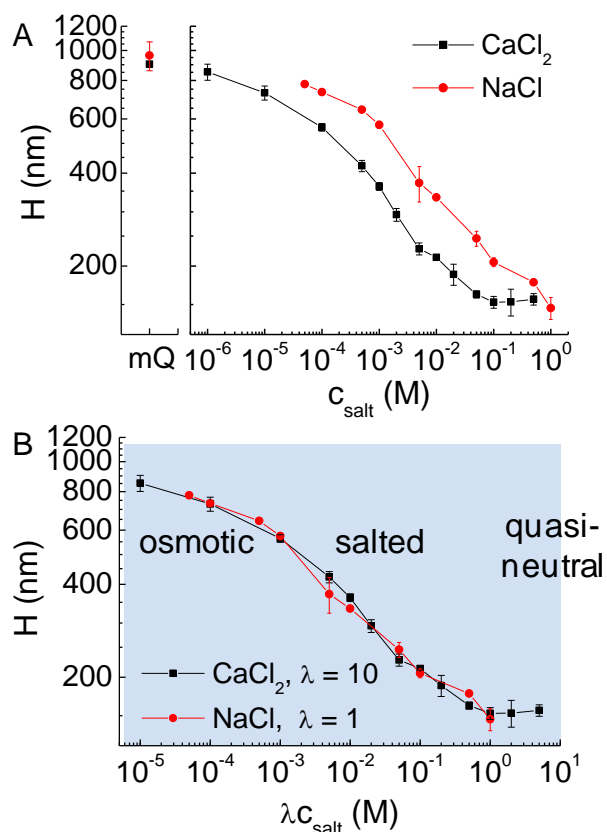 A
1200
1000
800
600
400
200
H (nm)
CaCl₂
NaCl
mQ
10⁻⁶ 10⁻⁵ 10⁻⁴ 10⁻³ 10⁻² 10⁻¹ 10⁰
c_salt (M)
B
1200
1000
800
600
400
200
H (nm)
osmotic salted quasi-
neutral
CaCl₂, λ = 10
NaCl, λ = 1
10⁻⁵ 10⁻⁴ 10⁻³ 10⁻² 10⁻¹ 10⁰ 10¹
λc_salt (M)